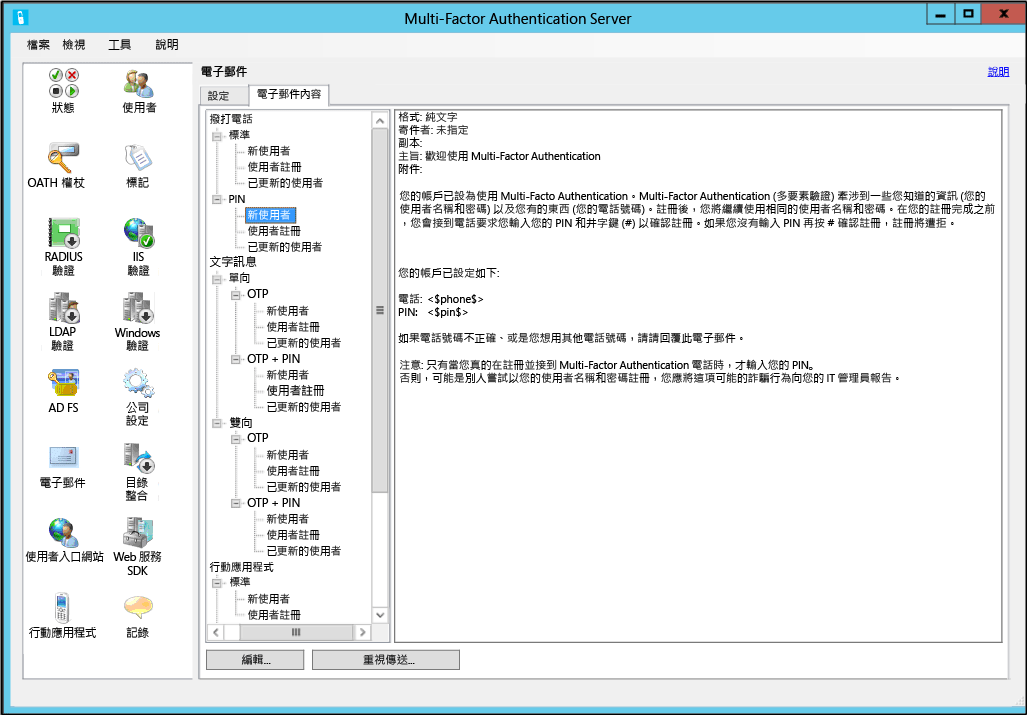 Multi-Factor Authentication Server
檔案 檢視 工具 說明
狀態
使用者
OATH 權杖
標記
RADIUS
驗證
IIS
驗證
LDAP
驗證
Windows
驗證
AD FS
公司
設定
電子郵件
目錄
整合
使用者入口網站
Web 服務
SDK
行動應用程式
記錄
電子郵件
說明
設定
電子郵件內容
撥打電話
標準
新使用者
使用者註冊
已更新的使用者
PIN
新使用者
使用者註冊
已更新的使用者
文字訊息
單向
OTP
新使用者
使用者註冊
已更新的使用者
OTP + PIN
新使用者
使用者註冊
已更新的使用者
雙向
OTP
新使用者
使用者註冊
已更新的使用者
OTP + PIN
新使用者
使用者註冊
已更新的使用者
行動應用程式
標準
新使用者
使用者註冊
格式: 純文字
寄件者: 未指定
副本:
主旨: 歡迎使用 Multi-Factor Authentication
附件:
您的帳戶已設為使用 Multi-Facto Authentication。Multi-Factor Authentication (多要素驗證) 牽涉到一些您知道的資訊 (您的
使用者名稱和密碼) 以及您有的東西 (您的電話號碼)。註冊後，您將繼續使用相同的使用者名稱和密碼。在您的註冊完成之前
，您會接到電話要求您輸入您的 PIN 和井字鍵 (#) 以確認註冊。如果您沒有輸入 PIN 再按 # 確認註冊，註冊將遭拒。
您的帳戶已設定如下:
電話: <$phone$>
PIN: <$pin$>
如果電話號碼不正確、或是您想用其他電話號碼，請請回覆此電子郵件。
注意: 只有當您真的在註冊並接到 Multi-Factor Authentication 電話時，才輸入您的 PIN。
否則，可能是別人嘗試以您的使用者名稱和密碼註冊，您應將這項可能的詐騙行為向您的 IT 管理員報告。
編輯...
重視傳送...